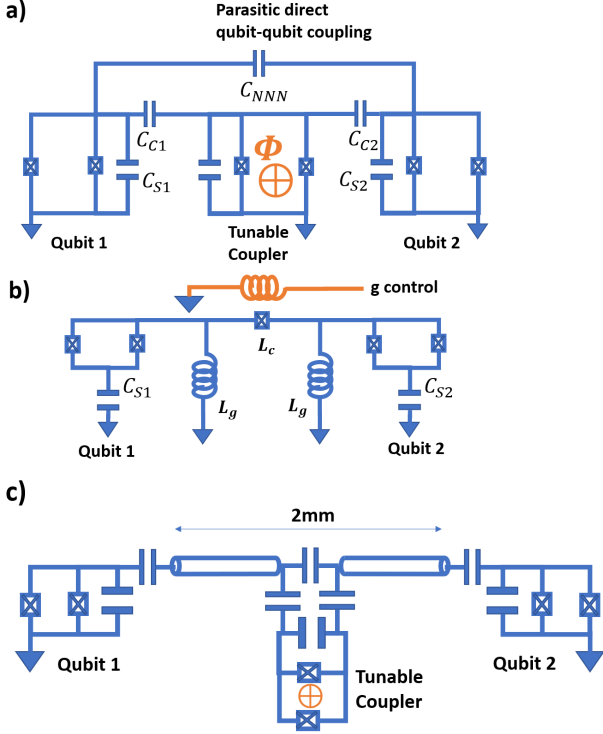 a)
Parasitic direct
qubit-qubit coupling
C_NNN
C_C1
C_C2
C_S1
Φ
C_S2
Qubit 1
Tunable
Coupler
Qubit 2
b)
g control
L_c
C_S1
L_g
L_g
C_S2
Qubit 1
Qubit 2
c)
2mm
Qubit 1
Tunable
Coupler
Qubit 2